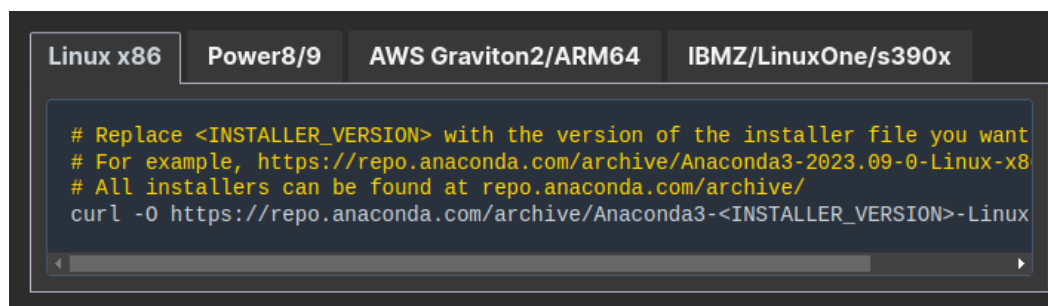 Linux x86 Power8/9 AWS Graviton2/ARM64 IBMZ/LinuxOne/s390x
# Replace <INSTALLER_VERSION> with the version of the installer file you want
# For example, https://repo.anaconda.com/archive/Anaconda3-2023.09-0-Linux-x8
# All installers can be found at repo.anaconda.com/archive/
curl -O https://repo.anaconda.com/archive/Anaconda3-<INSTALLER_VERSION>-Linux